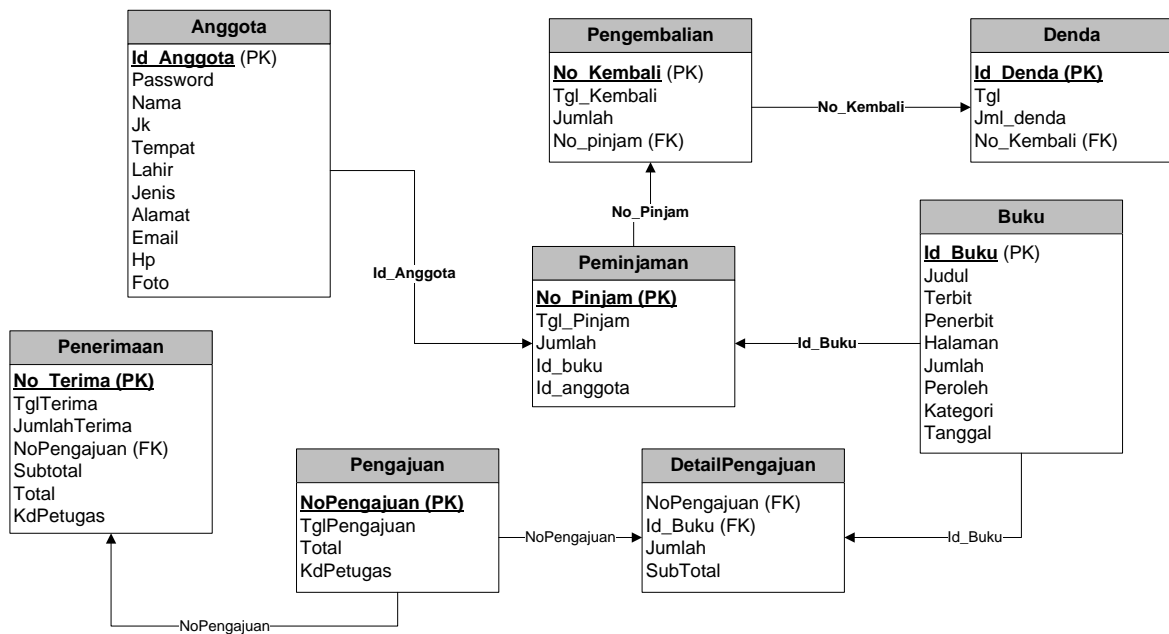 Anggota
Id_Anggota (PK)
Password
Nama
Jk
Tempat
Lahir
Jenis
Alamat
Email
Hp
Foto
Pengembalian
No_Kembali (PK)
Tgl_Kembali
Jumlah
No_pinjam (FK)
No_Kembali
Denda
Id_Denda (PK)
Tgl
Jml_denda
No_Kembali (FK)
No_Pinjam
Id_Anggota
Peminjaman
No_Pinjam (PK)
Tgl_Pinjam
Jumlah
Id_buku
Id_anggota
Id_Buku
Buku
Id_Buku (PK)
Judul
Terbit
Penerbit
Halaman
Jumlah
Peroleh
Kategori
Tanggal
Penerimaan
No_Terima (PK)
TglTerima
JumlahTerima
NoPengajuan (FK)
Subtotal
Total
KdPetugas
Pengajuan
NoPengajuan (PK)
TglPengajuan
Total
KdPetugas
NoPengajuan
DetailPengajuan
NoPengajuan (FK)
Id_Buku (FK)
Jumlah
SubTotal
Id_Buku
NoPengajuan